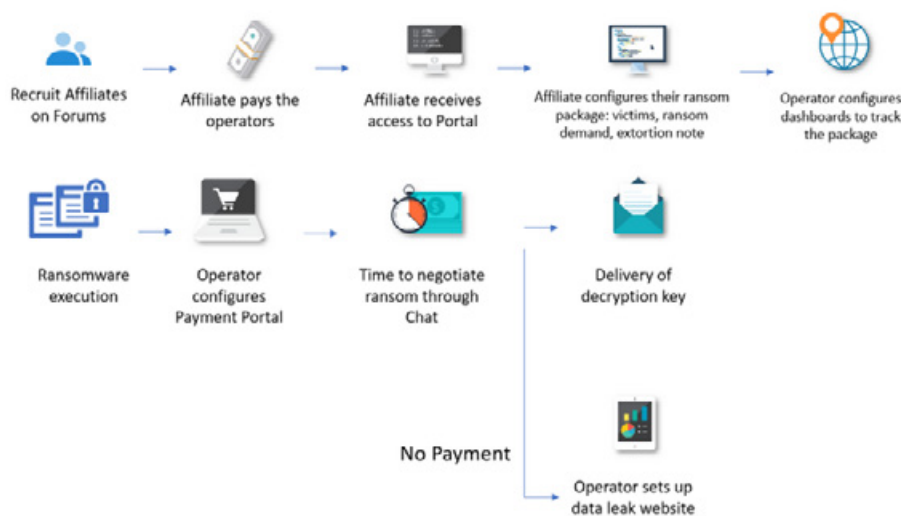 Recruit Affiliates
on Forums
Affiliate pays the
operators
Affiliate receives
access to Portal
Affiliate configures their ransom
package: victims, ransom
demand, extortion note
Operator configures
dashboards to track
the package
Ransomware
execution
Operator
configures
Payment Portal
Time to negotiate
ransom through
Chat
Delivery of
decryption key
No Payment
Operator sets up
data leak website